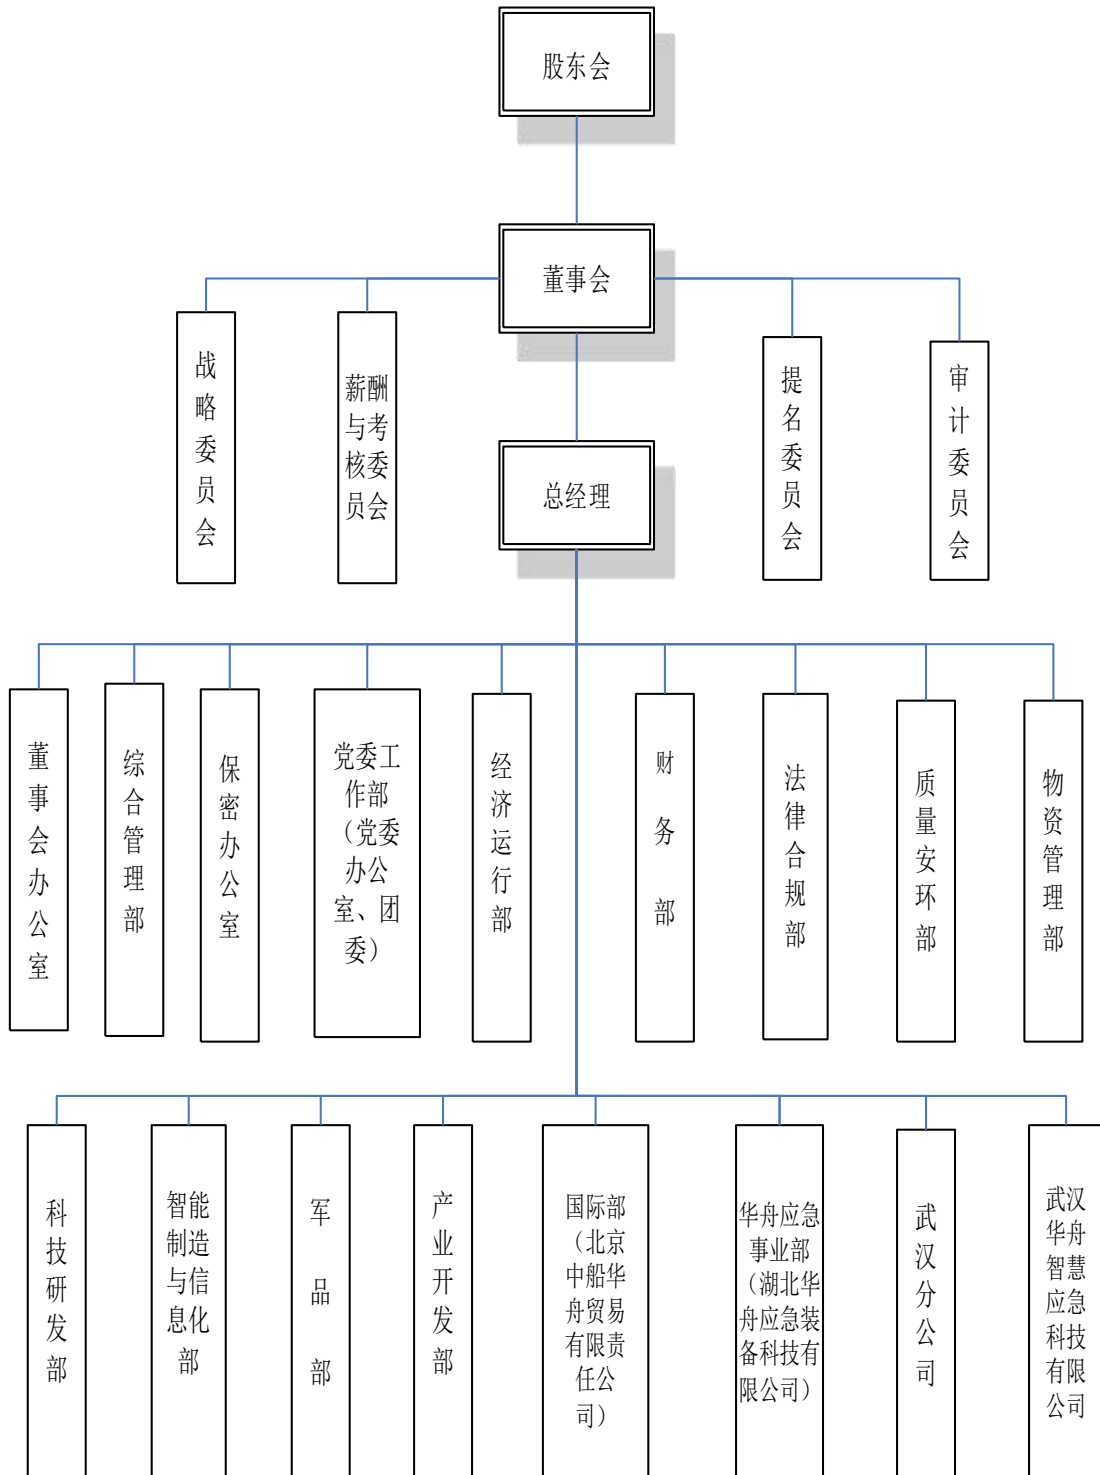 股东会
董事会
战略委员会
薪酬
与考
核委
员会
提名委员会
审计委员会
总经理
董事会办公室
综合管理部
保密办公室
党委工
作部
（党委
办公
室、团
委）
经济运行部
财务部
法律合规部
质量安环部
物资管理部
科技研发部
智能
制造
与信
息化
部
军品部
产业开发部
国际部
（北京
中船华
舟贸易
有限责
任公
司）
华舟应急
事业部
（湖北华
舟应急装
备科技有
限公司）
武汉分公司
武汉
华舟
智慧
应急
科技
有限
公司